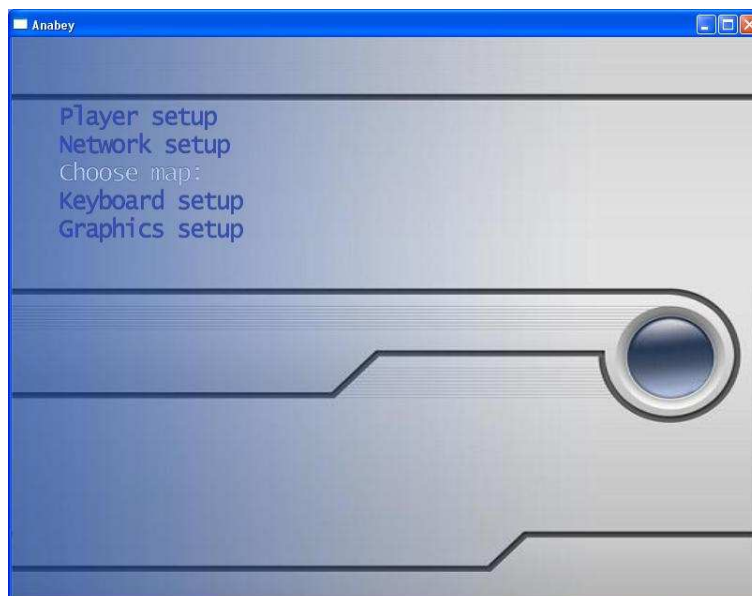 Anabey
Player setup
Network setup
Choose map:
Keyboard setup
Graphics setup